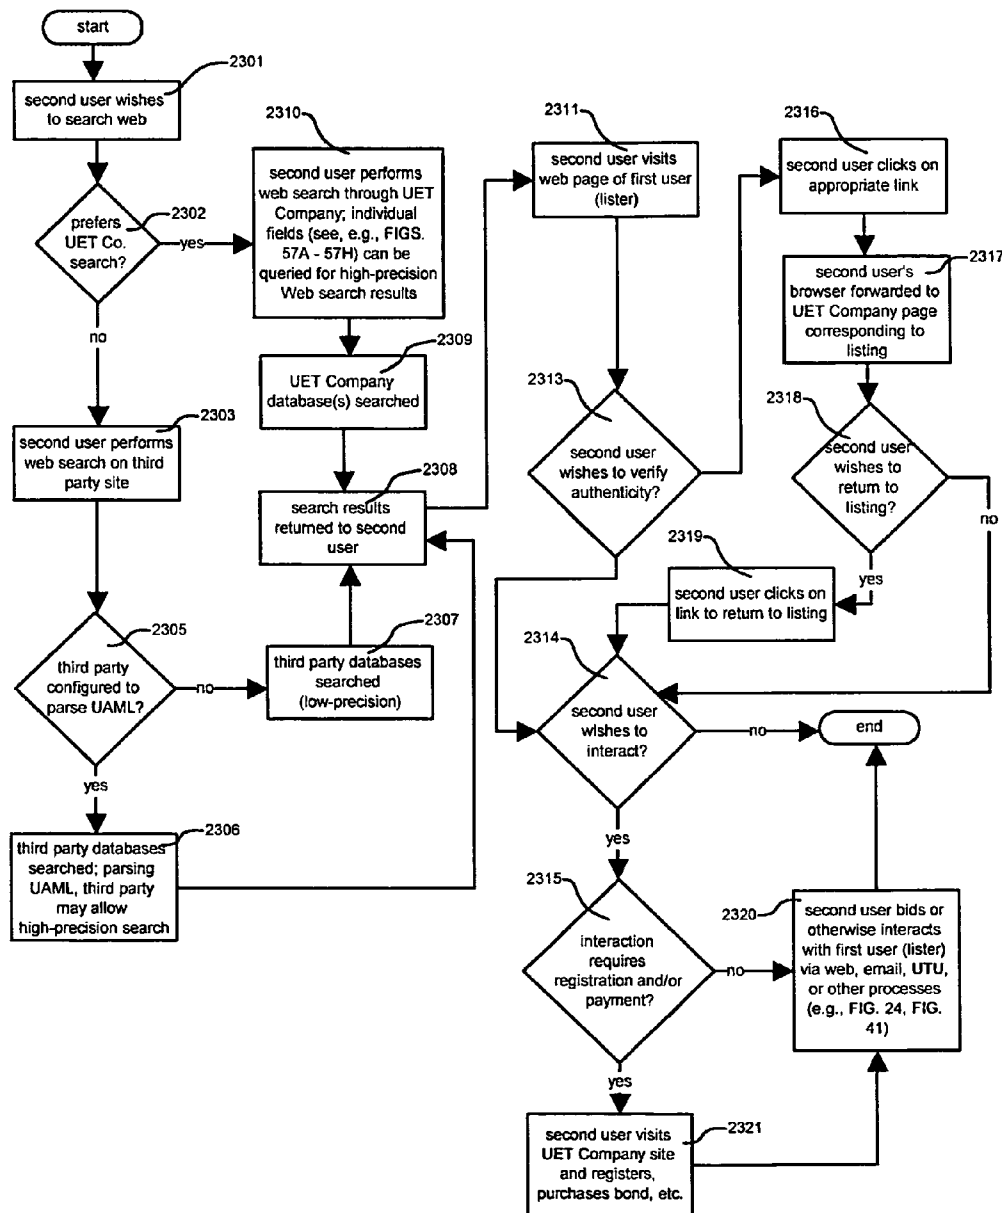 start
2301
second user wishes
to search web
2302
prefers
UET Co.
search?
yes
no
2303
second user performs
web search on third
party site
2305
third party
configured to
parse UAML?
no
yes
2306
third party databases
searched; parsing
UAML, third party
may allow
high-precision search
2310
second user performs
web search through UET
Company; individual
fields (see, e.g., FIGS.
57A - 57H) can be
queried for high-precision
Web search results
2309
UET Company
database(s) searched
2308
search results
returned to second
user
2307
third party databases
searched
(low-precision)
2311
second user visits
web page of first user
(lister)
2313
second user
wishes to verify
authenticity?
2316
second user clicks on
appropriate link
2317
second user's
browser forwarded to
UET Company page
corresponding to
listing
2318
second user
wishes to
return to
listing?
no
yes
2319
second user clicks on
link to return to listing
2314
second user
wishes to
interact?
no
end
yes
2315
interaction
requires
registration and/or
payment?
no
2320
second user bids or
otherwise interacts
with first user (lister)
via web, email, UTU,
or other processes
(e.g., FIG. 24, FIG.
41)
yes
2321
second user visits
UET Company site
and registers,
purchases bond, etc.